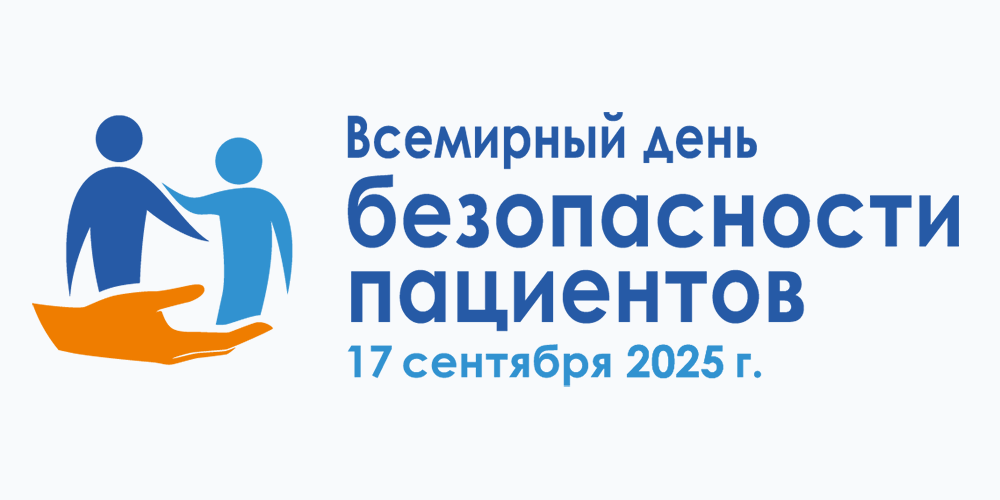 Всемирный день
безопасности
пациентов
17 сентября 2025 г.